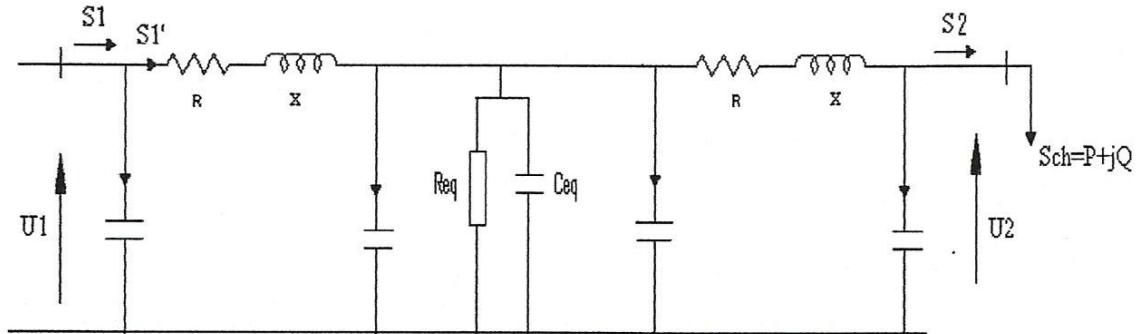 S1
S1'
S2
R
X
R
X
Sch=P+jQ
Req
Ceq
U1
U2